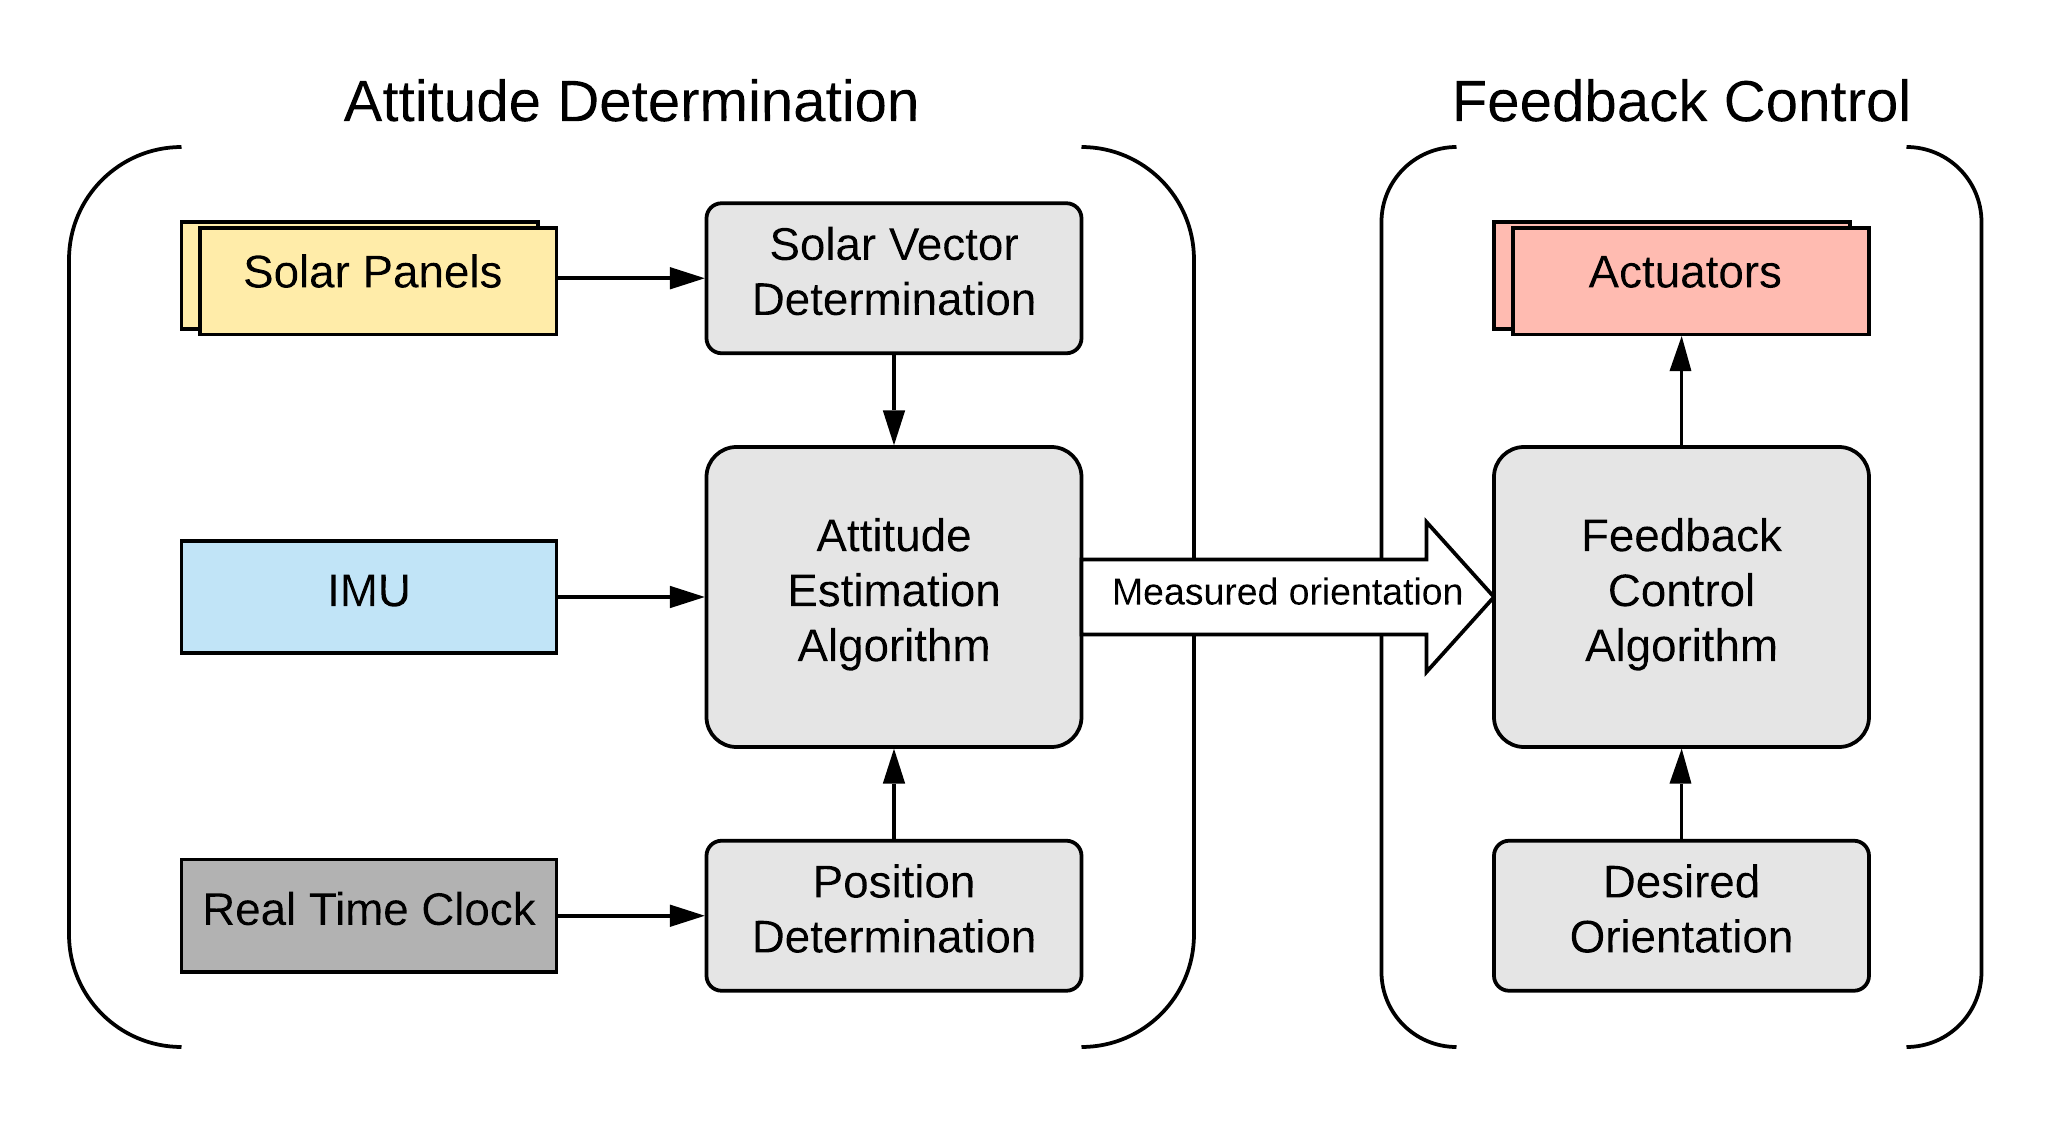 Attitude Determination
Feedback Control
Solar Panels
Solar Vector
Determination
Actuators
IMU
Attitude
Estimation
Algorithm
Measured orientation
Feedback
Control
Algorithm
Real Time Clock
Position
Determination
Desired
Orientation